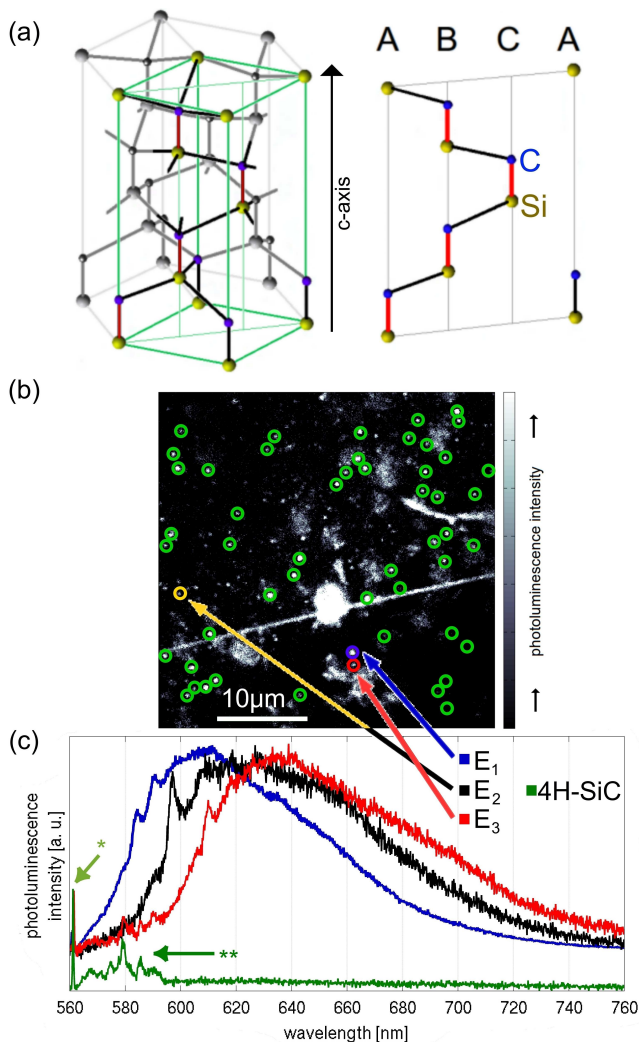 (a)
A B C A
c-axis
C
Si
(b)
photoluminescence intensity
10μm
(c)
E1
E2
E3
4H-SiC
photoluminescence
intensity [a. u.]
*
**
560 580 600 620 640 660 680 700 720 740 760
wavelength [nm]